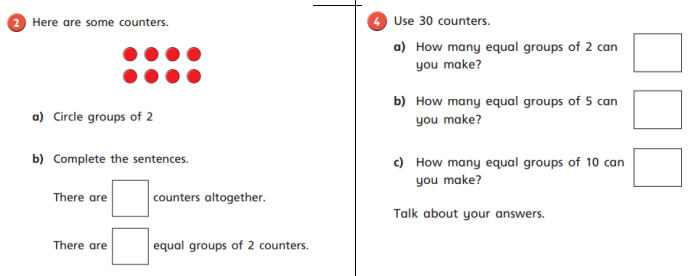 2 Here are some counters.
a) Circle groups of 2
b) Complete the sentences.
There are counters altogether.
There are equal groups of 2 counters.
4 Use 30 counters.
a) How many equal groups of 2 can
you make?
b) How many equal groups of 5 can
you make?
c) How many equal groups of 10 can
you make?
Talk about your answers.